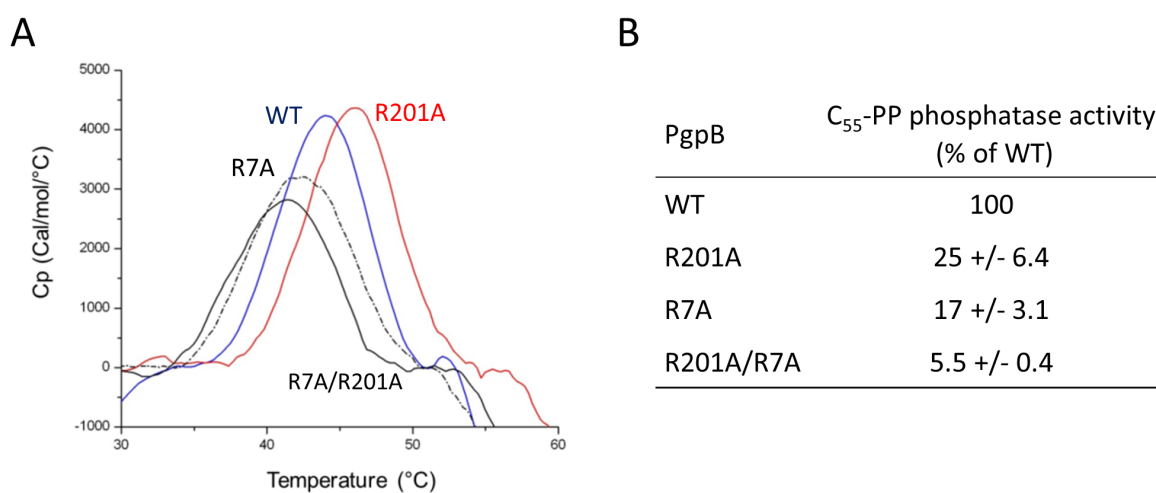 A
B
5000
4000
3000
2000
1000
0
-1000
Cp (Cal/mol/°C)
WT
R201A
R7A
R7A/R201A
30
40
50
60
Temperature (°C)
PgpB
C₅₅-PP phosphatase activity
(% of WT)
WT 100
R201A 25 +/- 6.4
R7A 17 +/- 3.1
R201A/R7A 5.5 +/- 0.4